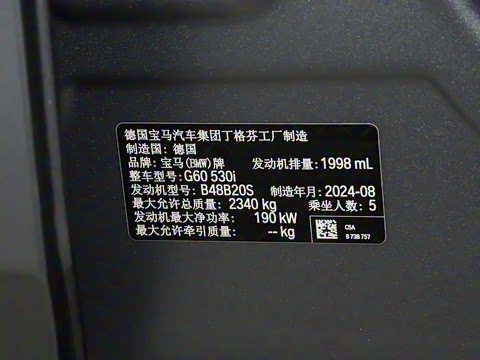 德国宝马汽车集团丁格芬工厂制造
制造国: 德国
品牌: 宝马(BMW)牌 发动机排量: 1998 mL
整车型号: G60 530i
发动机型号: B48B20S 制造年月: 2024-08
最大允许总质量: 2340 kg 乘坐人数: 5
发动机最大净功率: 190 kW
最大允许牵引质量: -- kg
CSA
8 738 757